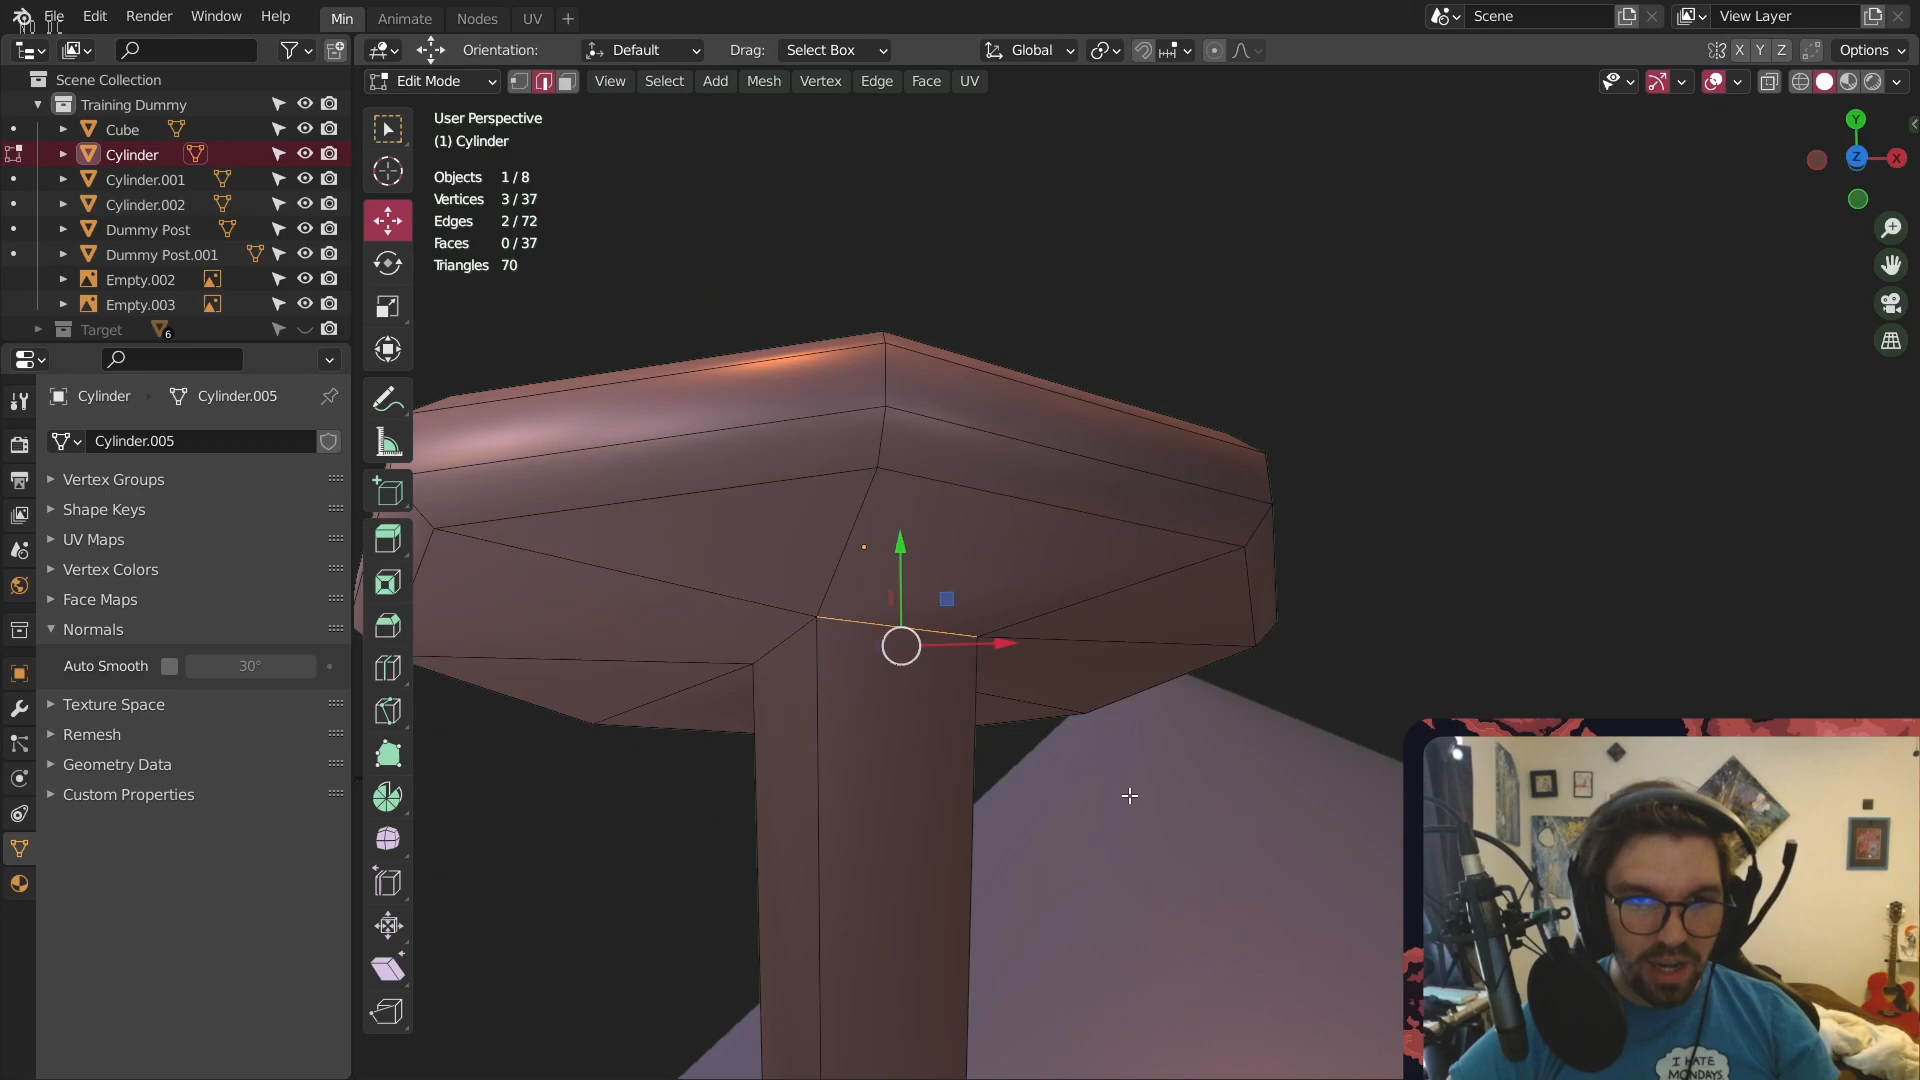 File Edit Render Window Help Min Animate Nodes UV +
Scene View Layer
Orientation: Default Drag: Select Box Global X Y Z Options
Edit Mode View Select Add Mesh Vertex Edge Face UV
Scene Collection
Training Dummy
Cube
Cylinder
Cylinder.001
Cylinder.002
Dummy Post
Dummy Post.001
Empty.002
Empty.003
Target 6
Cylinder Cylinder.005
Cylinder.005
Vertex Groups
Shape Keys
UV Maps
Vertex Colors
Face Maps
Normals
Auto Smooth 30°
Texture Space
Remesh
Geometry Data
Custom Properties
User Perspective
(1) Cylinder
Objects 1 / 8
Vertices 3 / 37
Edges 2 / 72
Faces 0 / 37
Triangles 70
Y
Z X
I HATE
MONDAYS